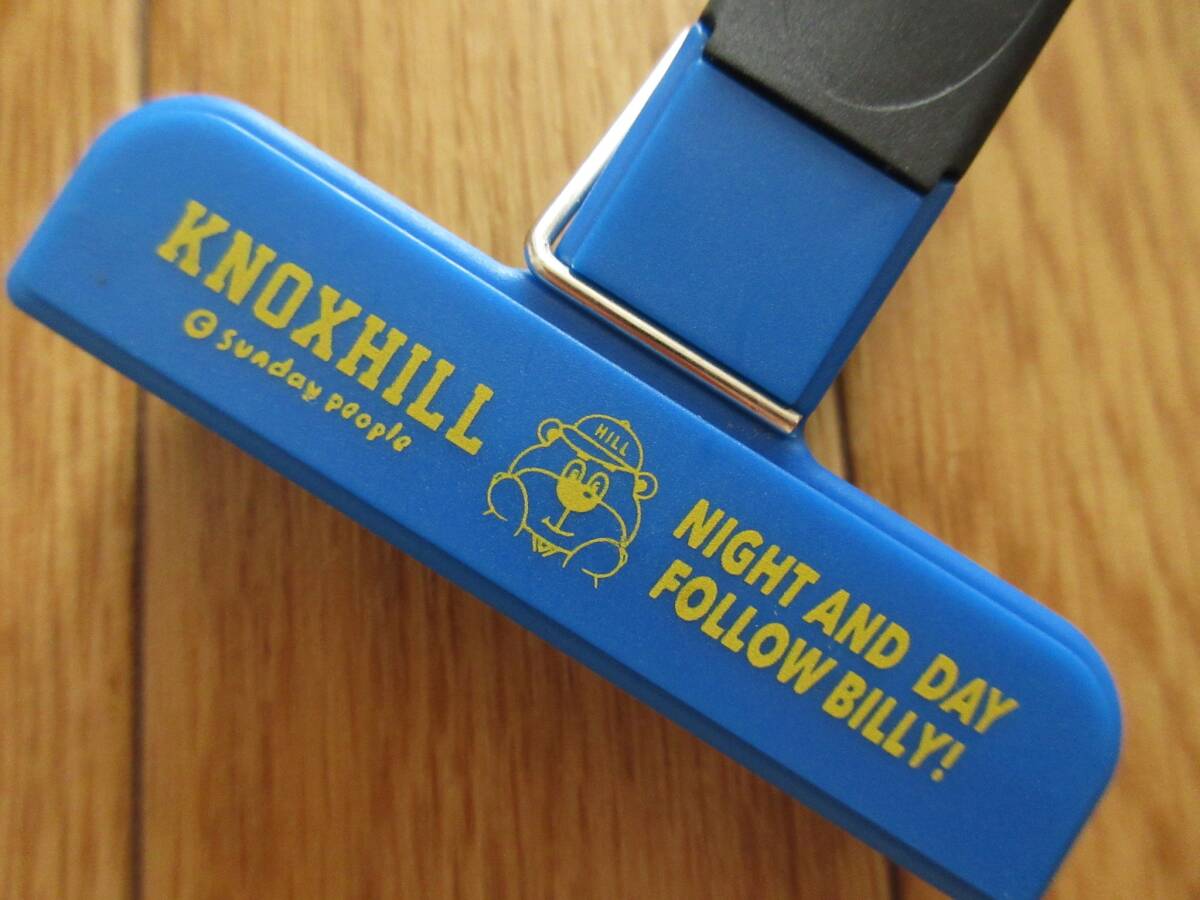 KNOXHILL
© Sunday people
HILL
NIGHT AND DAY
FOLLOW BILLY!